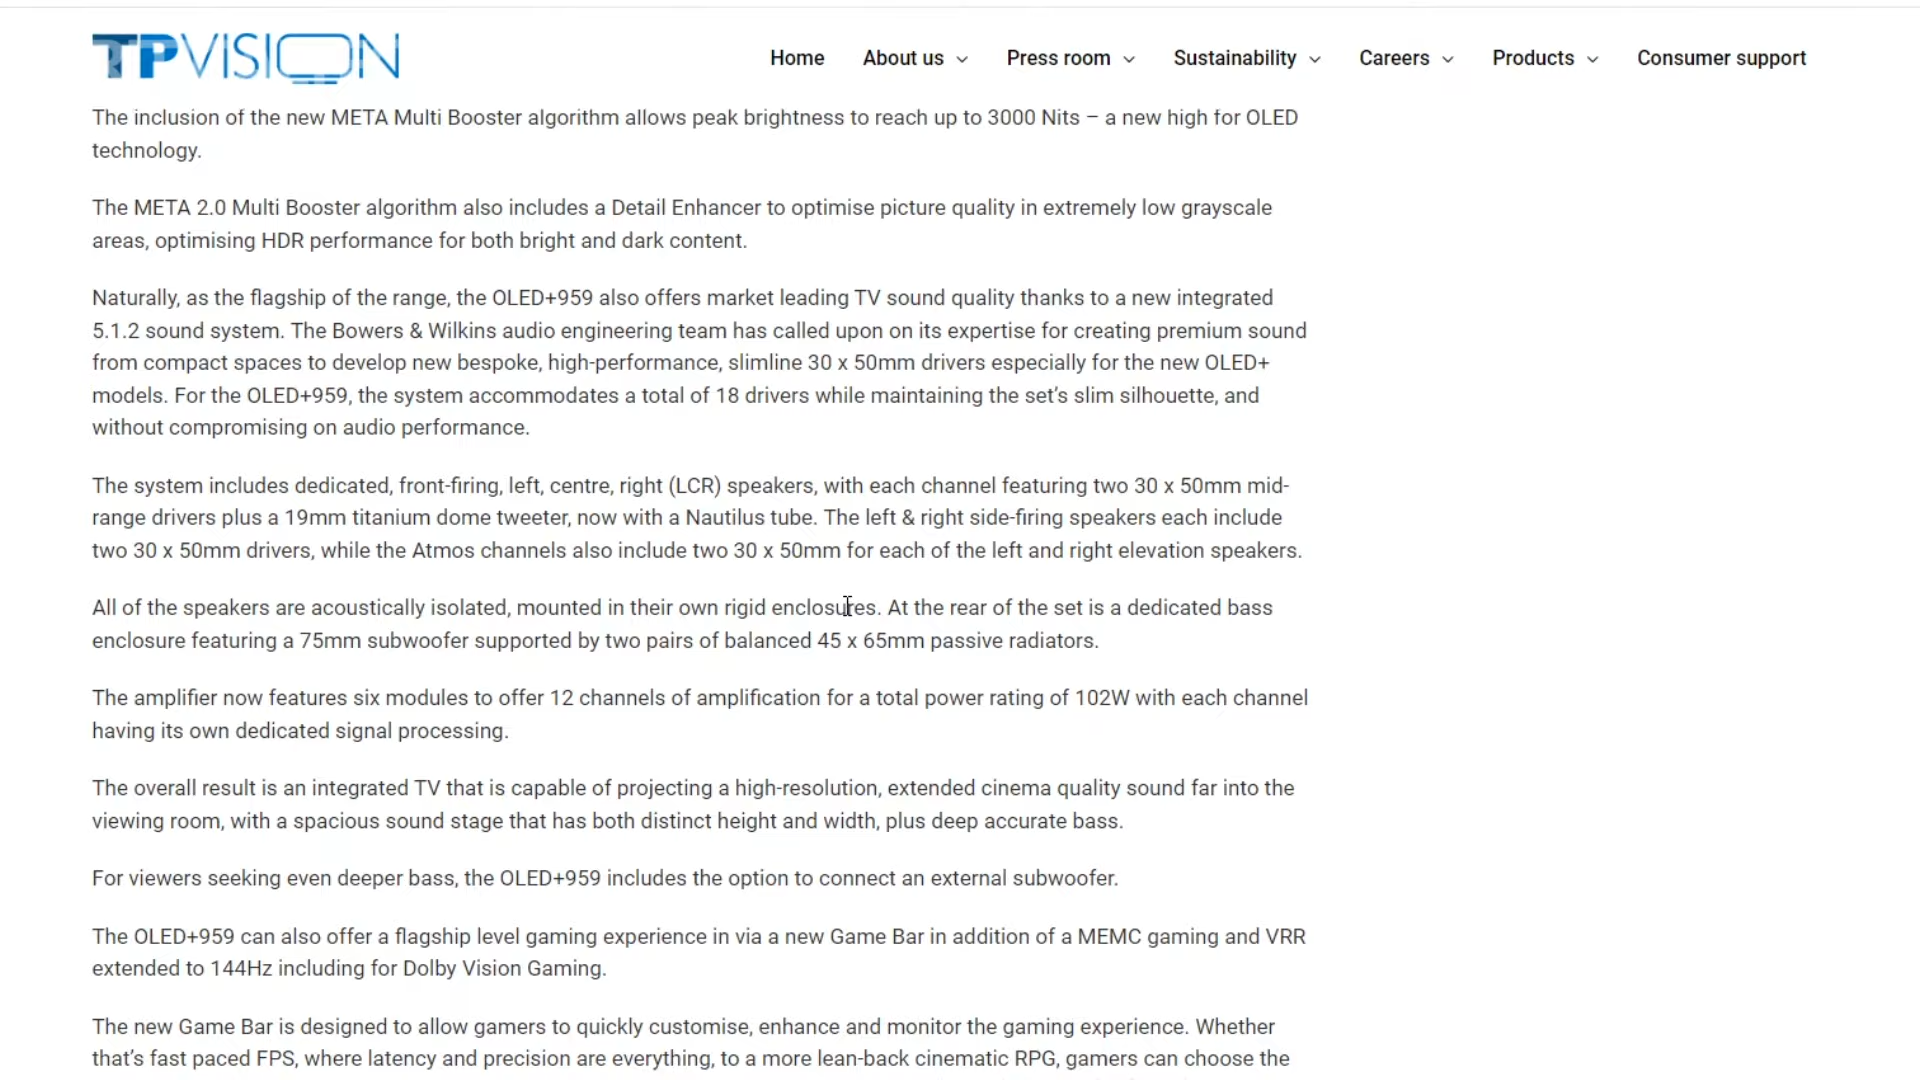 TPVISION
Home About us Press room Sustainability Careers Products Consumer support
The inclusion of the new META Multi Booster algorithm allows peak brightness to reach up to 3000 Nits – a new high for OLED
technology.
The META 2.0 Multi Booster algorithm also includes a Detail Enhancer to optimise picture quality in extremely low grayscale
areas, optimising HDR performance for both bright and dark content.
Naturally, as the flagship of the range, the OLED+959 also offers market leading TV sound quality thanks to a new integrated
5.1.2 sound system. The Bowers & Wilkins audio engineering team has called upon on its expertise for creating premium sound
from compact spaces to develop new bespoke, high-performance, slimline 30 x 50mm drivers especially for the new OLED+
models. For the OLED+959, the system accommodates a total of 18 drivers while maintaining the set’s slim silhouette, and
without compromising on audio performance.
The system includes dedicated, front-firing, left, centre, right (LCR) speakers, with each channel featuring two 30 x 50mm mid-
range drivers plus a 19mm titanium dome tweeter, now with a Nautilus tube. The left & right side-firing speakers each include
two 30 x 50mm drivers, while the Atmos channels also include two 30 x 50mm for each of the left and right elevation speakers.
All of the speakers are acoustically isolated, mounted in their own rigid enclosures. At the rear of the set is a dedicated bass
enclosure featuring a 75mm subwoofer supported by two pairs of balanced 45 x 65mm passive radiators.
The amplifier now features six modules to offer 12 channels of amplification for a total power rating of 102W with each channel
having its own dedicated signal processing.
The overall result is an integrated TV that is capable of projecting a high-resolution, extended cinema quality sound far into the
viewing room, with a spacious sound stage that has both distinct height and width, plus deep accurate bass.
For viewers seeking even deeper bass, the OLED+959 includes the option to connect an external subwoofer.
The OLED+959 can also offer a flagship level gaming experience in via a new Game Bar in addition of a MEMC gaming and VRR
extended to 144Hz including for Dolby Vision Gaming.
The new Game Bar is designed to allow gamers to quickly customise, enhance and monitor the gaming experience. Whether
that’s fast paced FPS, where latency and precision are everything, to a more lean-back cinematic RPG, gamers can choose the